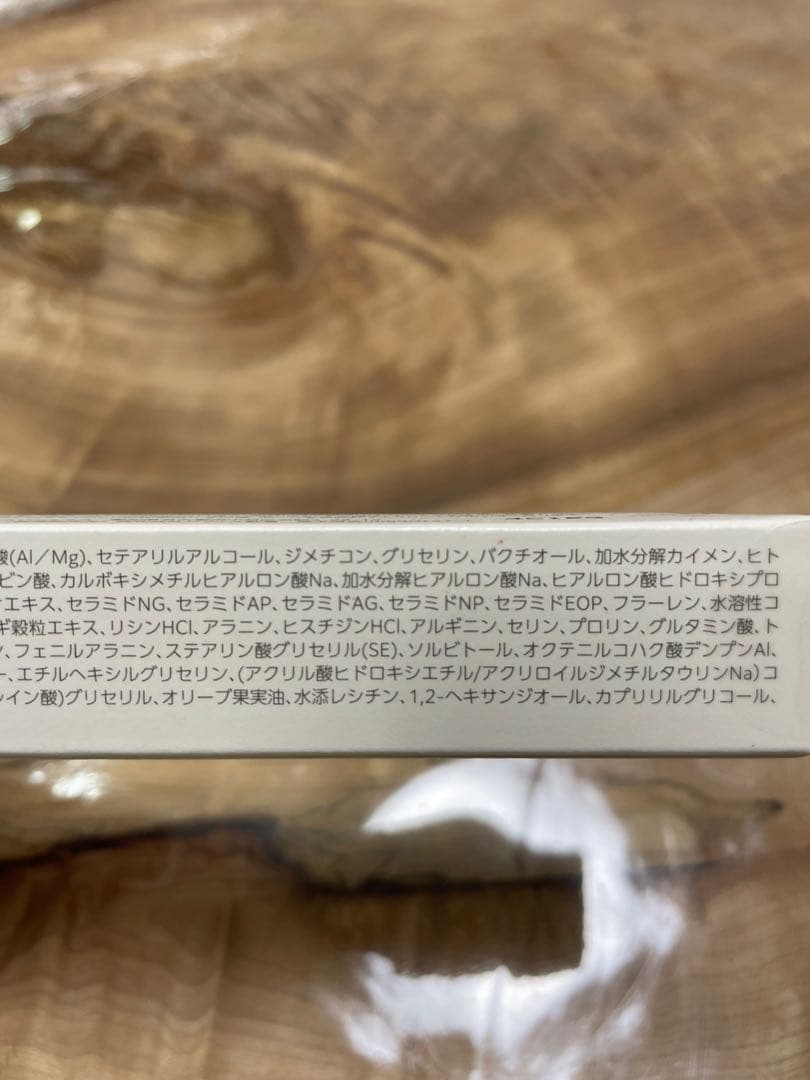 酸(Al／Mg)、セテアリルアルコール、ジメチコン、グリセリン、バクチオール、加水分解カイメン、ヒト
ビン酸、カルボキシメチルヒアルロン酸Na、加水分解ヒアルロン酸Na、ヒアルロン酸ヒドロキシプロ
エキス、セラミドNG、セラミドAP、セラミドAG、セラミドNP、セラミドEOP、フラーレン、水溶性コ
ギ穀粒エキス、リシンHCl、アラニン、ヒスチジンHCl、アルギニン、セリン、プロリン、グルタミン酸、ト
ン、フェニルアラニン、ステアリン酸グリセリル(SE)、ソルビトール、オクテニルコハク酸デンプンAl、
ー、エチルヘキシルグリセリン、(アクリル酸ヒドロキシエチル/アクリロイルジメチルタウリンNa)コ
レイン酸)グリセリル、オリーブ果実油、水添レシチン、1,2-ヘキサンジオール、カプリリルグリコール、